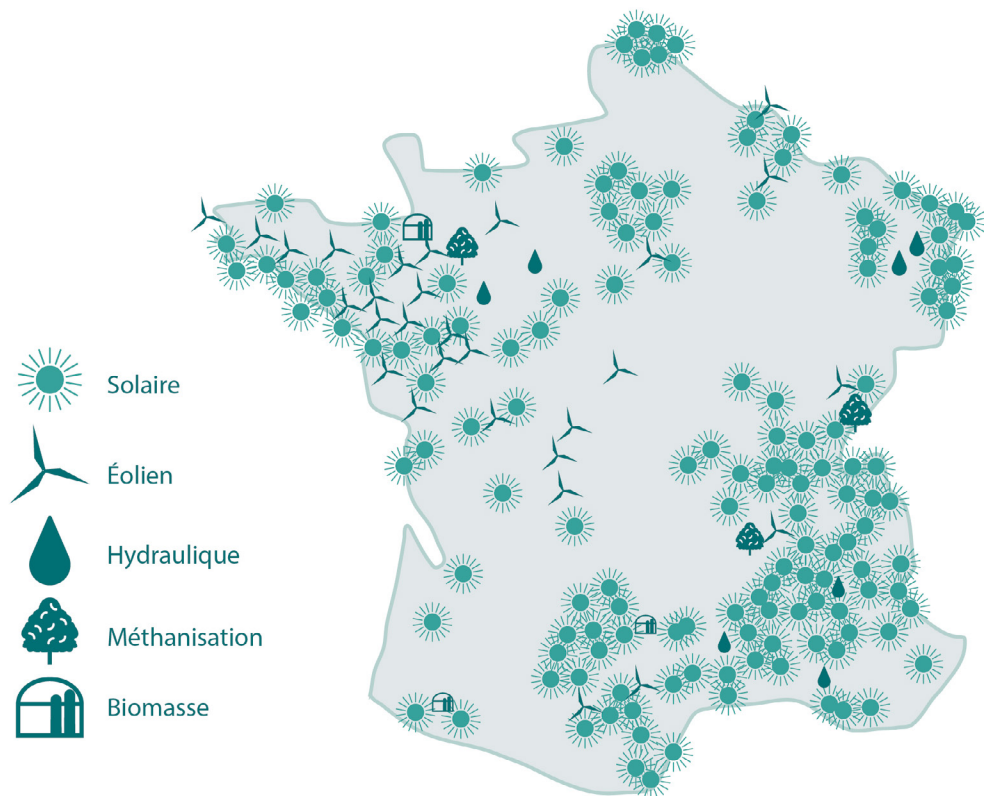 Solaire
Éolien
Hydraulique
Méthanisation
Biomasse